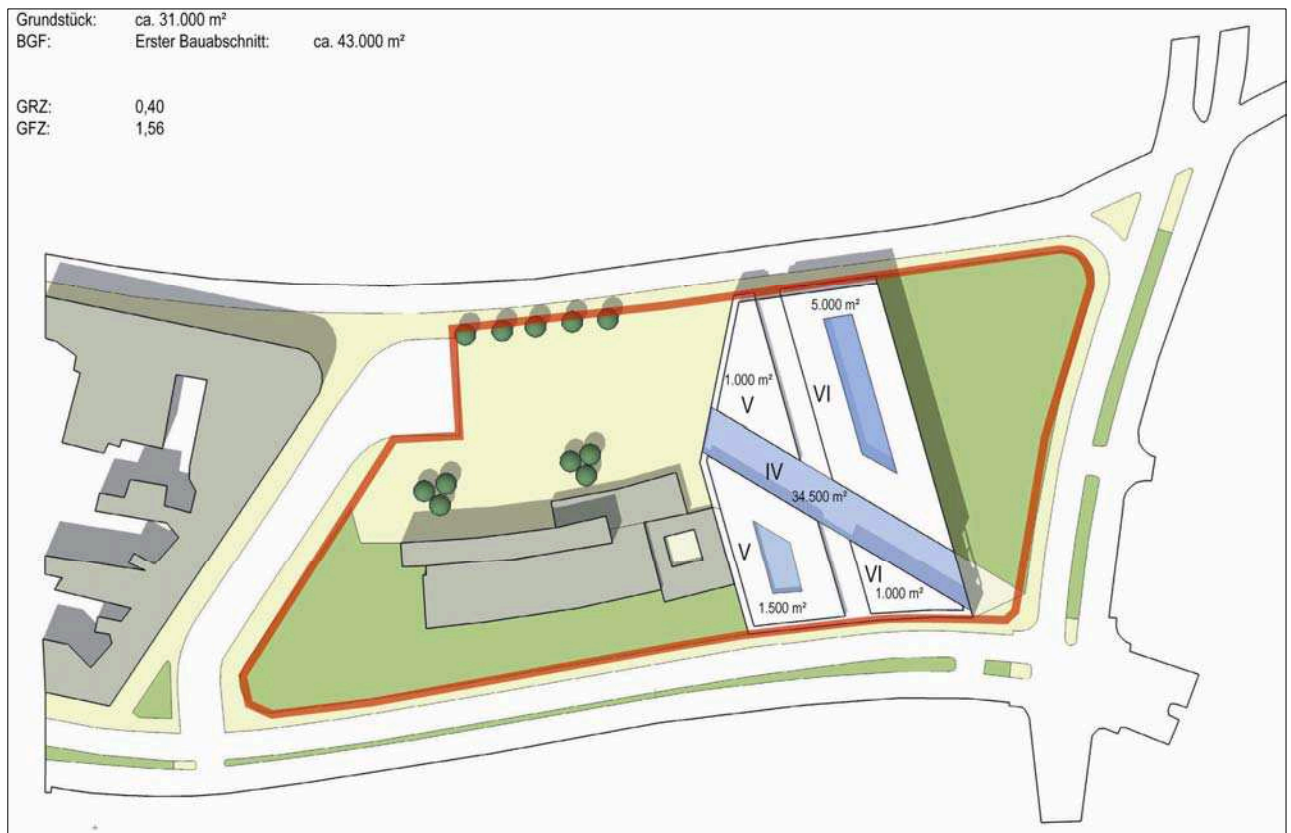 Grundstück: ca. 31.000 m²
BGF: Erster Bauabschnitt: ca. 43.000 m²
GRZ: 0,40
GFZ: 1,56
5.000 m²
1.000 m²
V
VI
IV
34.500 m²
V
VI
1.000 m²
1.500 m²